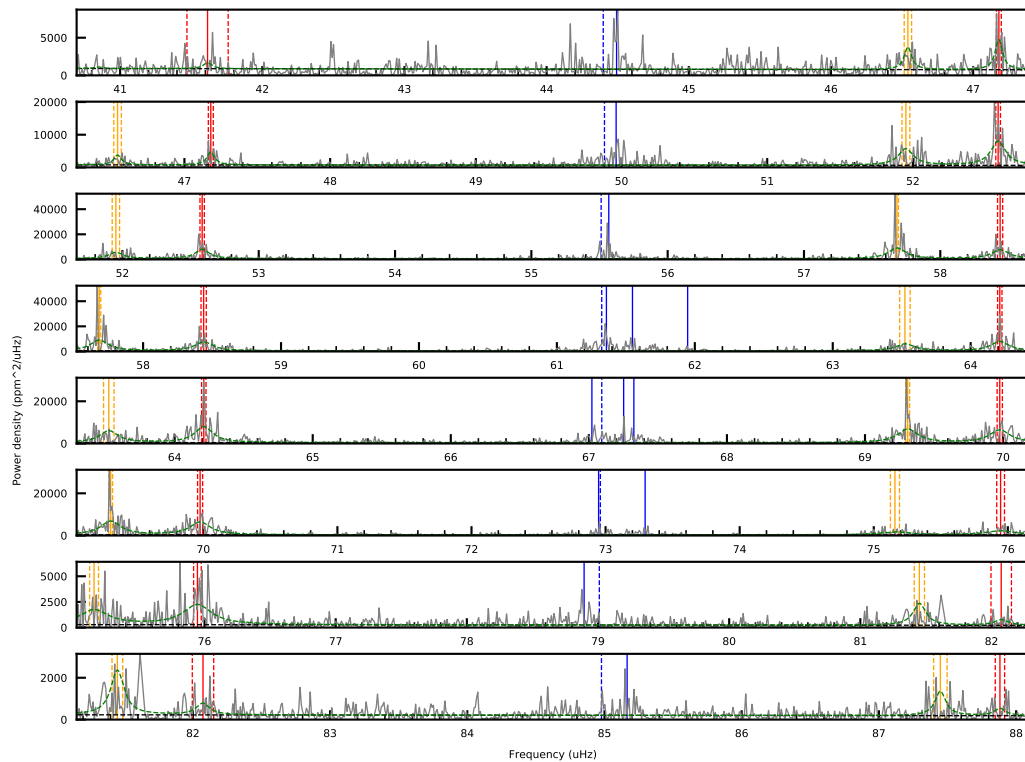 5000
0
41 42 43 44 45 46 47
20000
10000
0
47 48 49 50 51 52
40000
20000
0
52 53 54 55 56 57 58
40000
20000
0
58 59 60 61 62 63 64
20000
0
64 65 66 67 68 69 70
20000
0
70 71 72 73 74 75 76
5000
2500
0
76 77 78 79 80 81 82
2000
0
82 83 84 85 86 87 88
Power density (ppm^2/uHz)
Frequency (uHz)